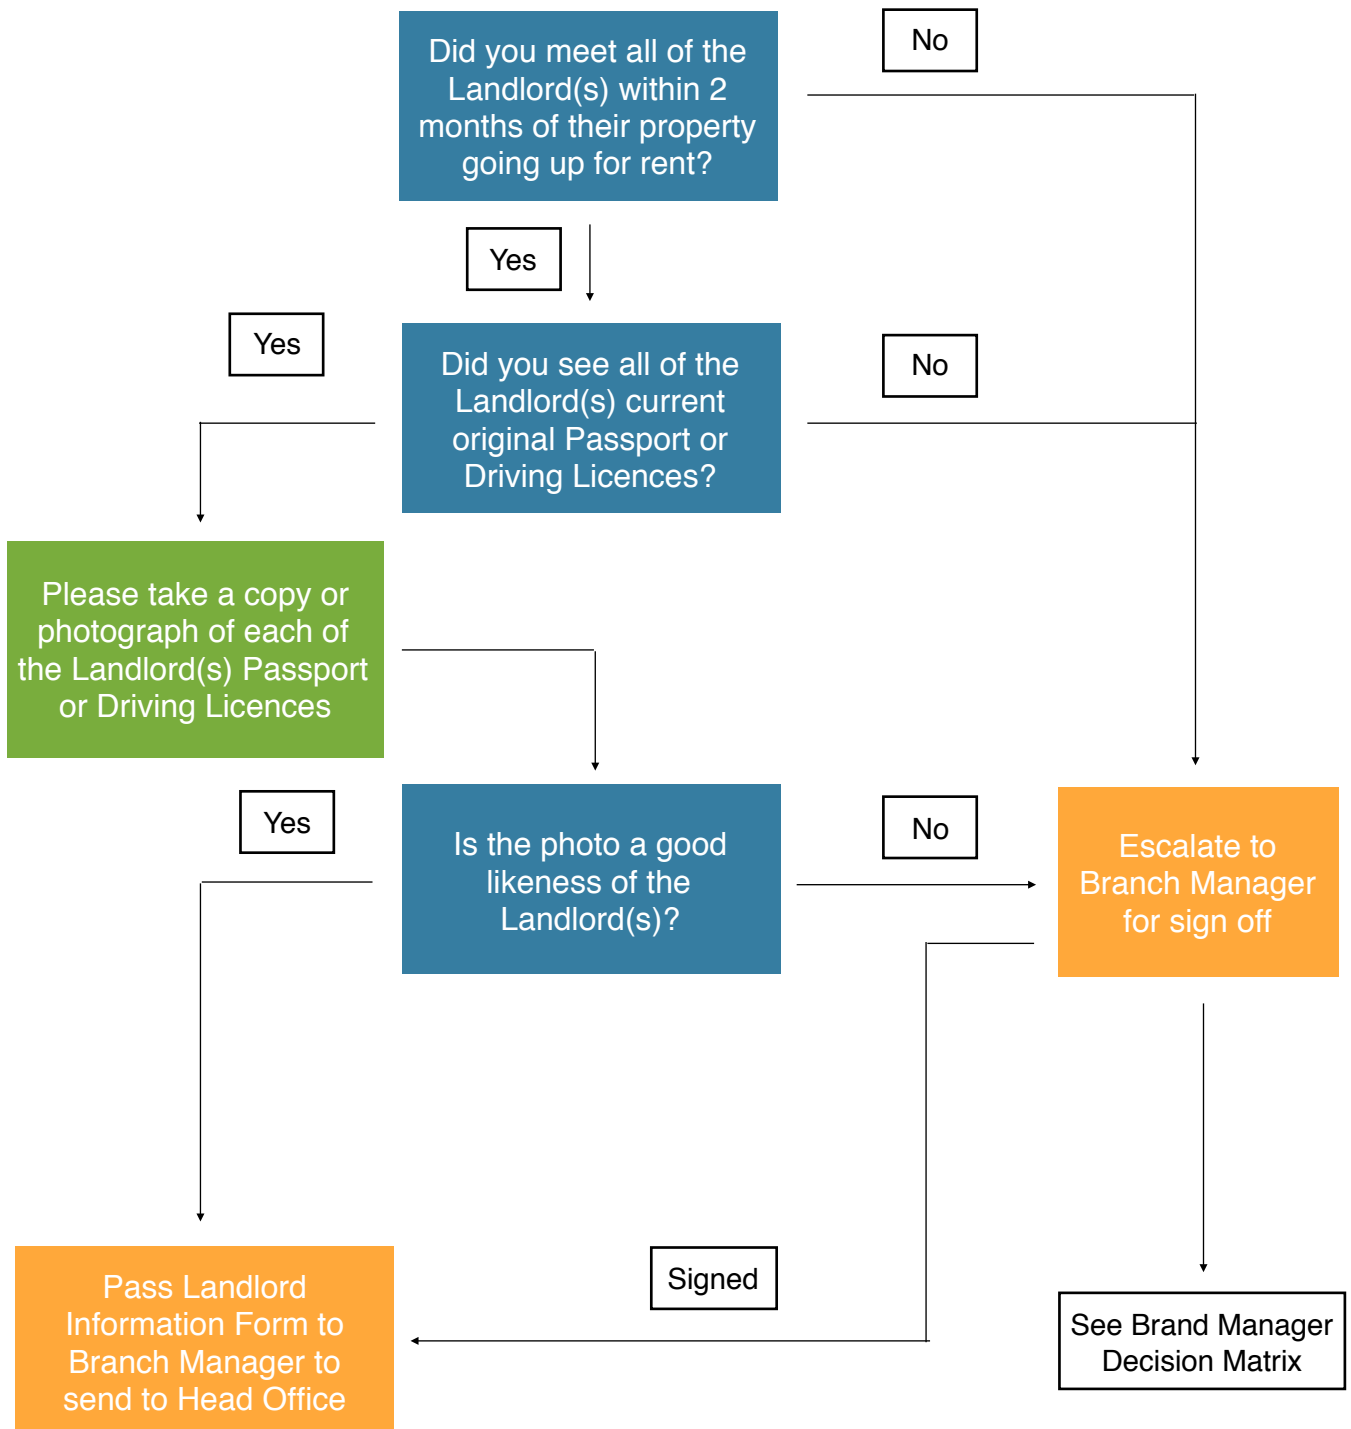 Did you meet all of the
Landlord(s) within 2
months of their property
going up for rent?
No
Yes
Yes
Did you see all of the
Landlord(s) current
original Passport or
Driving Licences?
No
Please take a copy or
photograph of each of
the Landlord(s) Passport
or Driving Licences
Yes
Is the photo a good
likeness of the
Landlord(s)?
No
Escalate to
Branch Manager
for sign off
Pass Landlord
Information Form to
Branch Manager to
send to Head Office
Signed
See Brand Manager
Decision Matrix